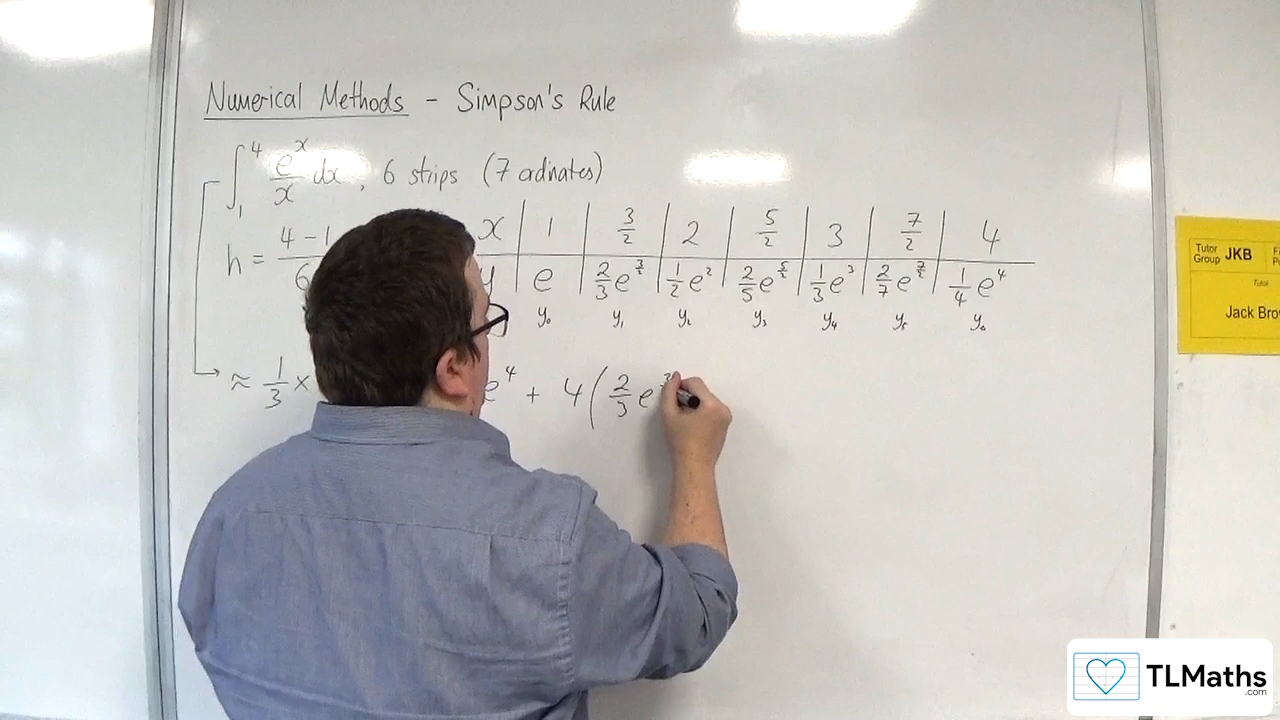 Numerical Methods - Simpson's Rule
∫₁⁴ eˣ/x dx, 6 strips (7 ordinates)
x | 1 | 3/2 | 2 | 5/2 | 3 | 7/2 | 4
h = 4-1/6
y | e | 2/3 e^(3/2) | 1/2 e² | 2/5 e^(5/2) | 1/3 e³ | 2/7 e^(7/2) | 1/4 e⁴
y₀ y₁ y₂ y₃ y₄ y₅ y₆
≈ 1/3 × e⁴ + 4(2/3 e
Tutor Group JKB
Tutor
Jack
TLMaths
.com